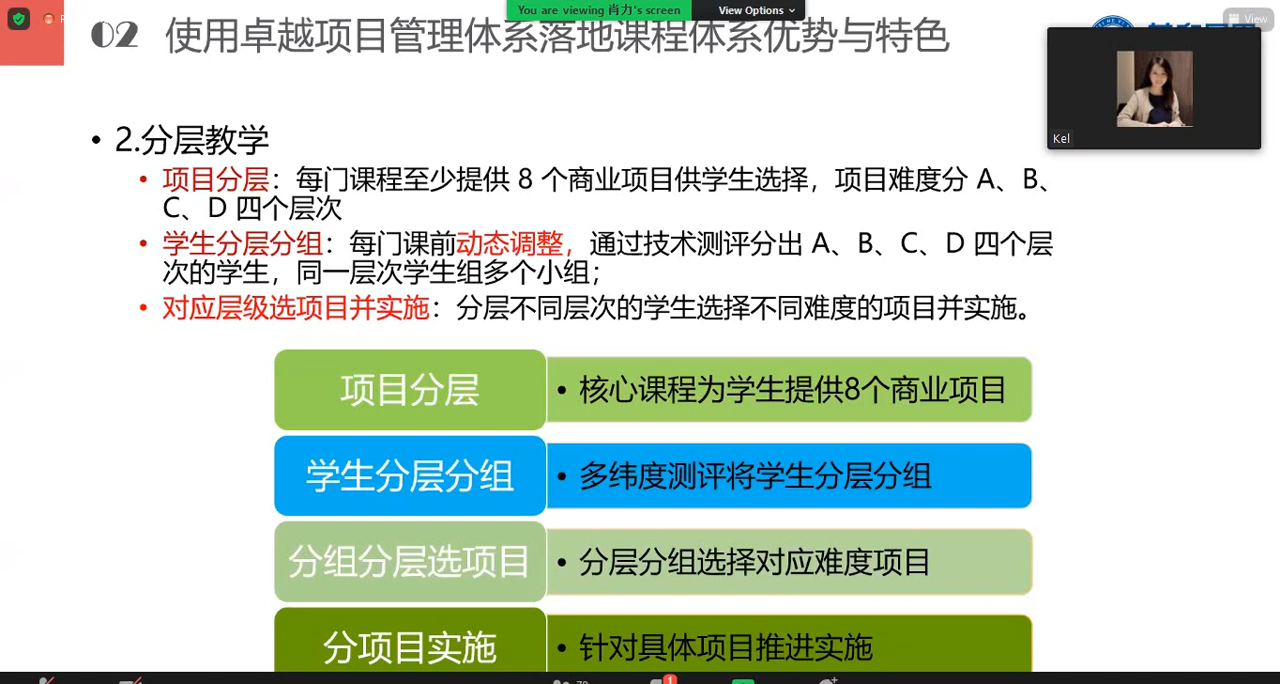 You are viewing 肖力's screen
View Options
View
02 使用卓越项目管理体系落地课程体系优势与特色
Kel
• 2.分层教学
• 项目分层：每门课程至少提供 8 个商业项目供学生选择，项目难度分 A、B、
C、D 四个层次
• 学生分层分组：每门课前动态调整，通过技术测评分出 A、B、C、D 四个层
次的学生，同一层次学生组多个小组；
• 对应层级选项目并实施：分层不同层次的学生选择不同难度的项目并实施。
项目分层
• 核心课程为学生提供8个商业项目
学生分层分组
• 多纬度测评将学生分层分组
分组分层选项目
• 分层分组选择对应难度项目
分项目实施
• 针对具体项目推进实施
1